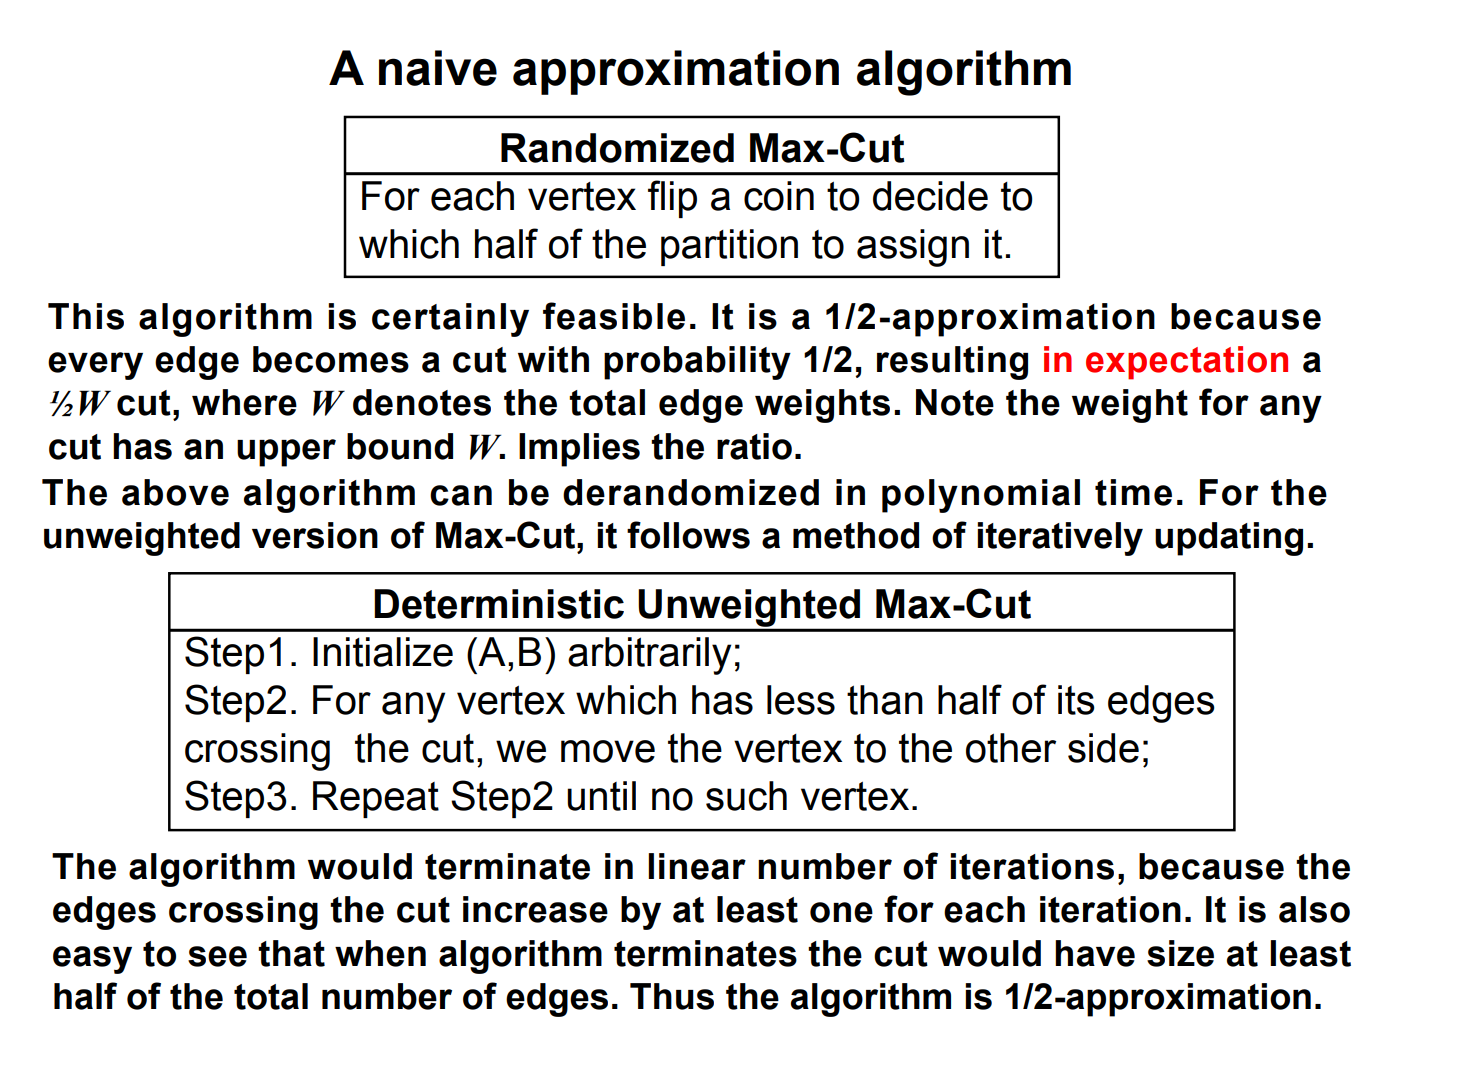 A naive approximation algorithm
Randomized Max-Cut
For each vertex flip a coin to decide to
which half of the partition to assign it.
This algorithm is certainly feasible. It is a 1/2-approximation because
every edge becomes a cut with probability 1/2, resulting in expectation a
½W cut, where W denotes the total edge weights. Note the weight for any
cut has an upper bound W. Implies the ratio.
The above algorithm can be derandomized in polynomial time. For the
unweighted version of Max-Cut, it follows a method of iteratively updating.
Deterministic Unweighted Max-Cut
Step1. Initialize (A,B) arbitrarily;
Step2. For any vertex which has less than half of its edges
crossing the cut, we move the vertex to the other side;
Step3. Repeat Step2 until no such vertex.
The algorithm would terminate in linear number of iterations, because the
edges crossing the cut increase by at least one for each iteration. It is also
easy to see that when algorithm terminates the cut would have size at least
half of the total number of edges. Thus the algorithm is 1/2-approximation.